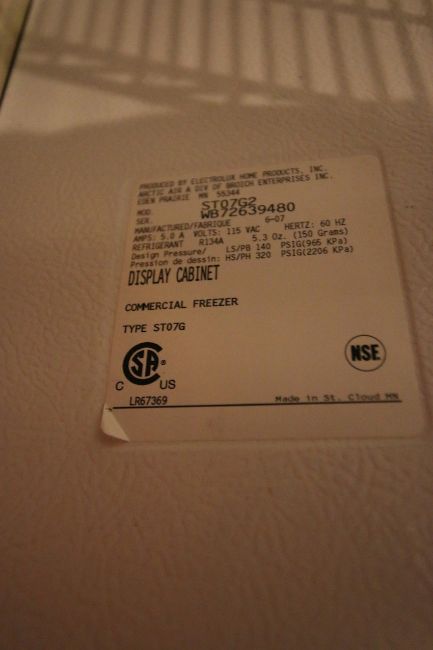 PRODUCED BY ELECTROLUX HOME PRODUCTS, INC.
ARCTIC AIR A DIV OF BROICH ENTERPRISES INC.
EDEN PRAIRIE MN 55344
MOD. ST07G2
SER. WB72639480
MANUFACTURED/FABRIQUE 6-07
AMPS: 5.0 A VOLTS: 115 VAC HERTZ: 60 HZ
REFRIGERANT R134A 5.3 Oz. (150 Grams)
Design Pressure/ LS/PB 140 PSIG(965 KPa)
Pression de dessin: HS/PH 320 PSIG(2206 KPa)
DISPLAY CABINET
COMMERCIAL FREEZER
TYPE ST07G
CSA ®
C US
NSE
LR67369
Made in St. Cloud MN